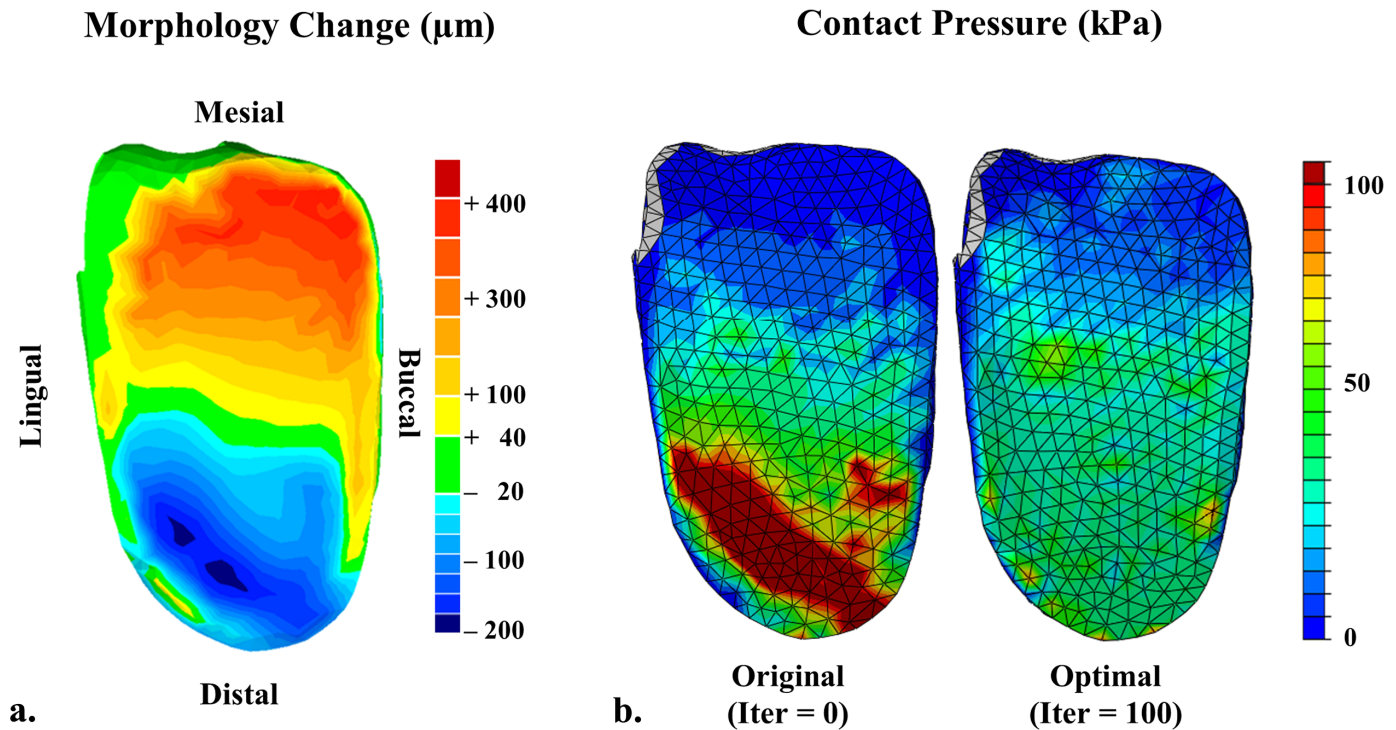 Morphology Change (μm)
Contact Pressure (kPa)
Mesial
Lingual
Buccal
Distal
+ 400
+ 300
+ 100
+ 40
– 20
– 100
– 200
100
50
0
a.
b.
Original
(Iter = 0)
Optimal
(Iter = 100)